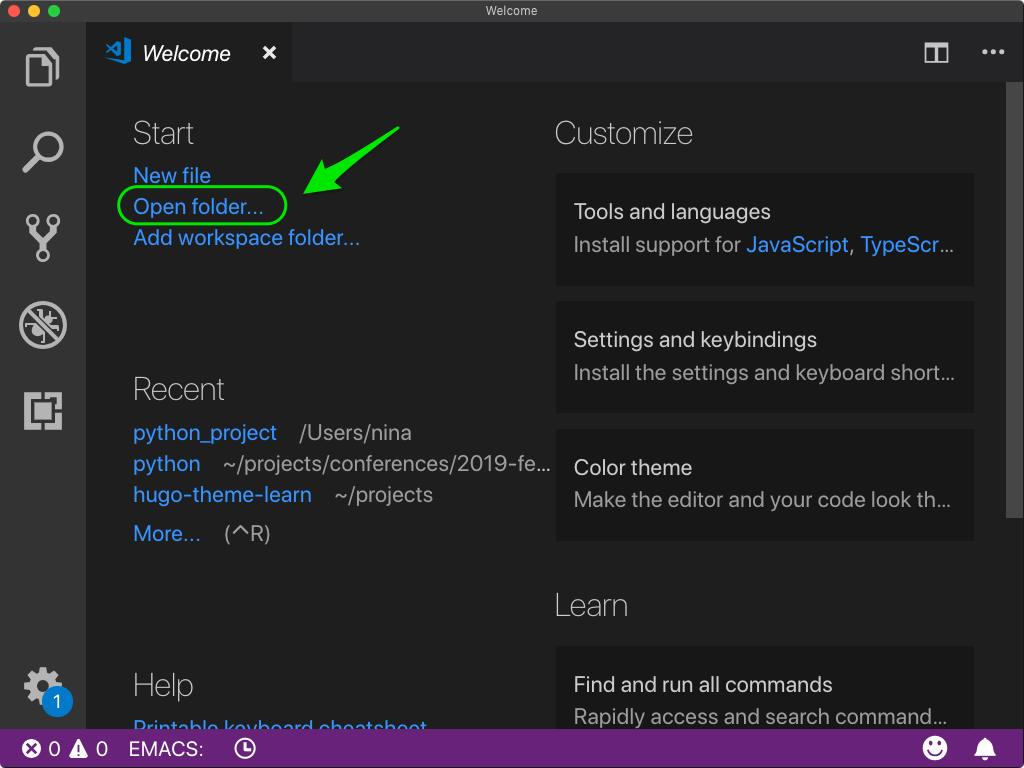 Welcome
Welcome
Start
New file
Open folder...
Add workspace folder...
Recent
python_project /Users/nina
python ~/projects/conferences/2019-fe...
hugo-theme-learn ~/projects
More... (^R)
Help
Printable keyboard cheatsheet
Customize
Tools and languages
Install support for JavaScript, TypeScr...
Settings and keybindings
Install the settings and keyboard short...
Color theme
Make the editor and your code look th...
Learn
Find and run all commands
Rapidly access and search command...
1
0 0 EMACS: